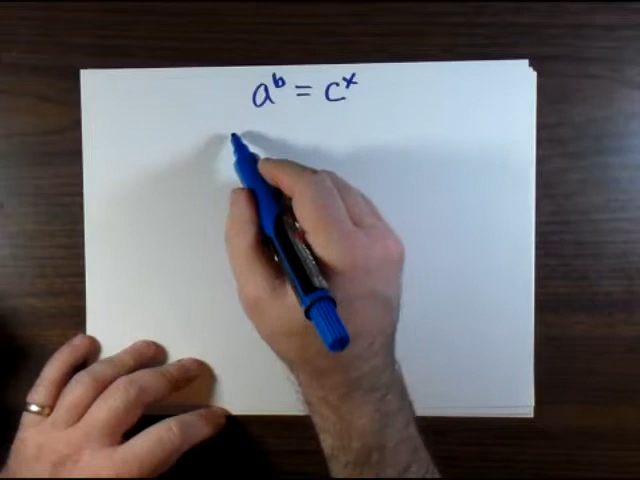 a^b = c^x